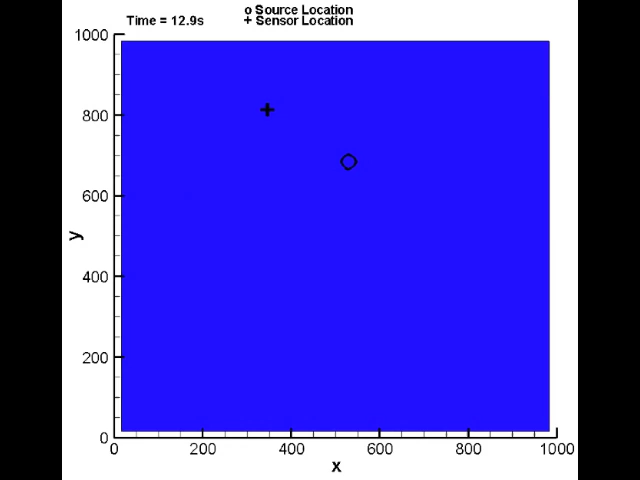 o Source Location
Time = 12.9s
+ Sensor Location
1000
800
600
y
400
200
0
0 200 400 600 800 1000
x